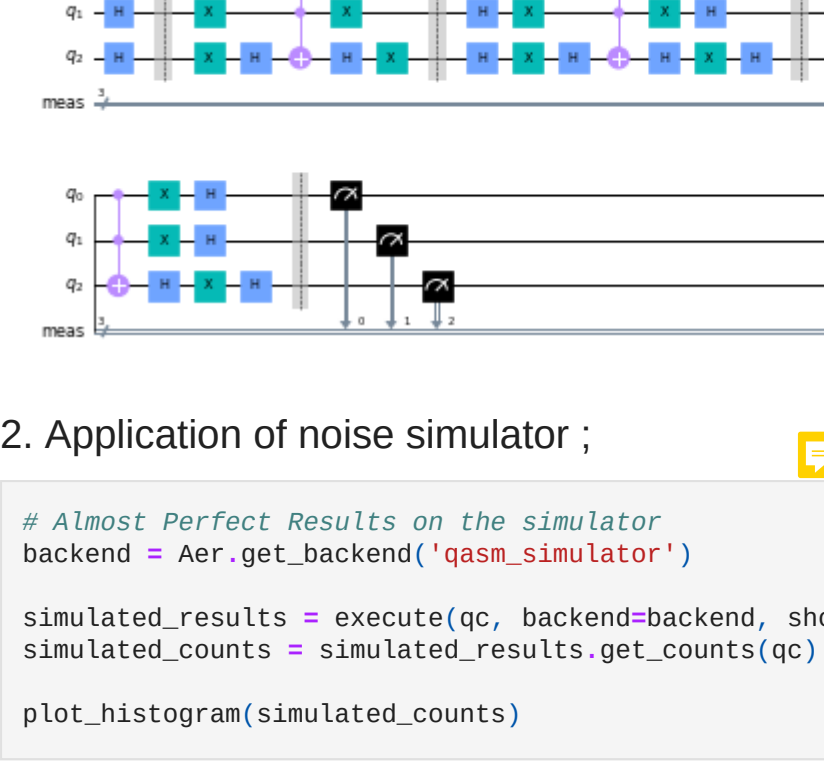 q₁ H X X H X X H
q₂ H X H H X H X H H X H
meas 3
q₀ X H
q₁ X H
q₂ H X H
meas 3 0 1 2
2. Application of noise simulator ;
# Almost Perfect Results on the simulator
backend = Aer.get_backend('qasm_simulator')
simulated_results = execute(qc, backend=backend, sho
simulated_counts = simulated_results.get_counts(qc)
plot_histogram(simulated_counts)